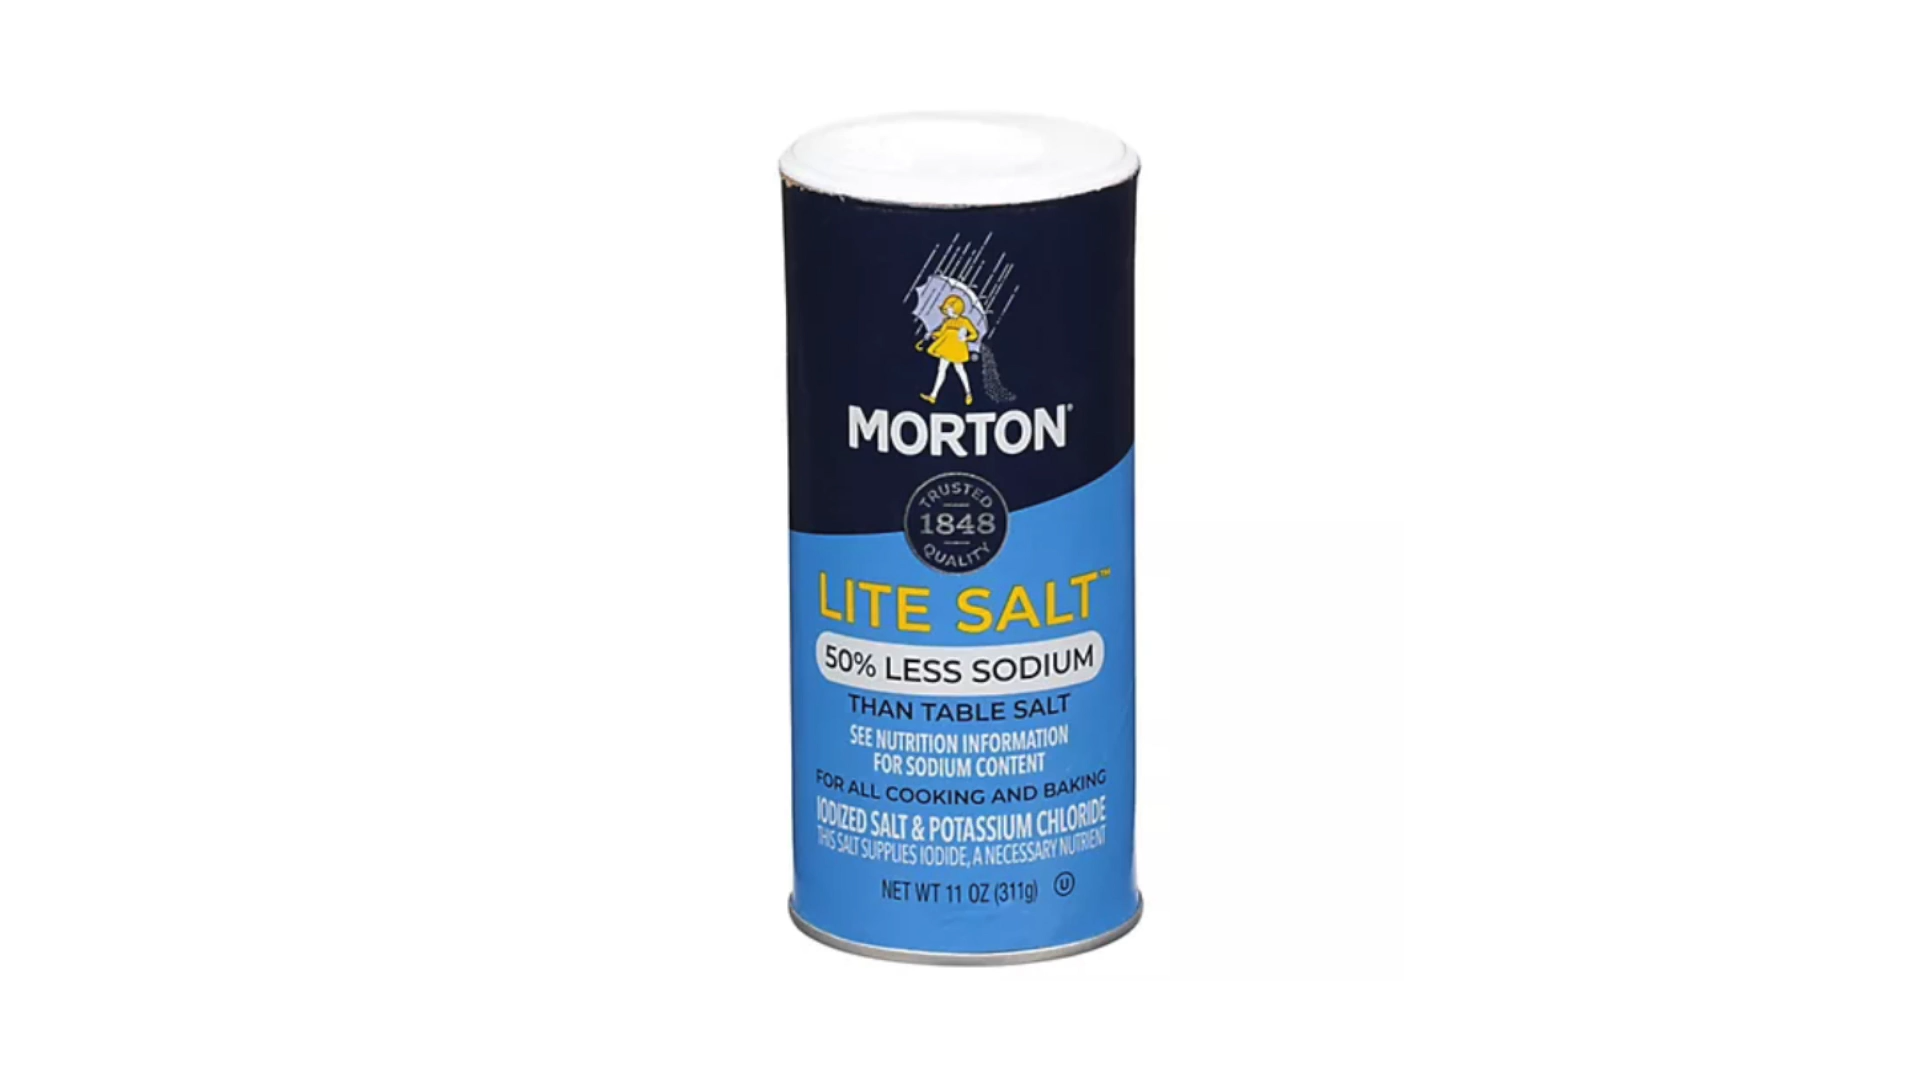 MORTON®
TRUSTED
1848
QUALITY
LITE SALT™
50% LESS SODIUM
THAN TABLE SALT
SEE NUTRITION INFORMATION
FOR SODIUM CONTENT
FOR ALL COOKING AND BAKING
IODIZED SALT & POTASSIUM CHLORIDE
THIS SALT SUPPLIES IODIDE, A NECESSARY NUTRIENT
NET WT 11 OZ (311g) U